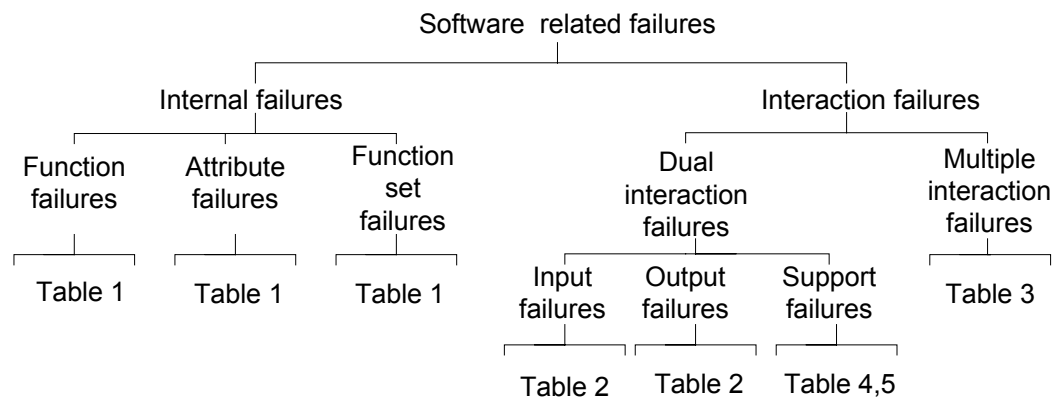 Software related failures
Internal failures
Interaction failures
Function
failures
Attribute
failures
Function
set
failures
Dual
interaction
failures
Multiple
interaction
failures
Table 1
Table 1
Table 1
Input
failures
Output
failures
Support
failures
Table 3
Table 2
Table 2
Table 4,5